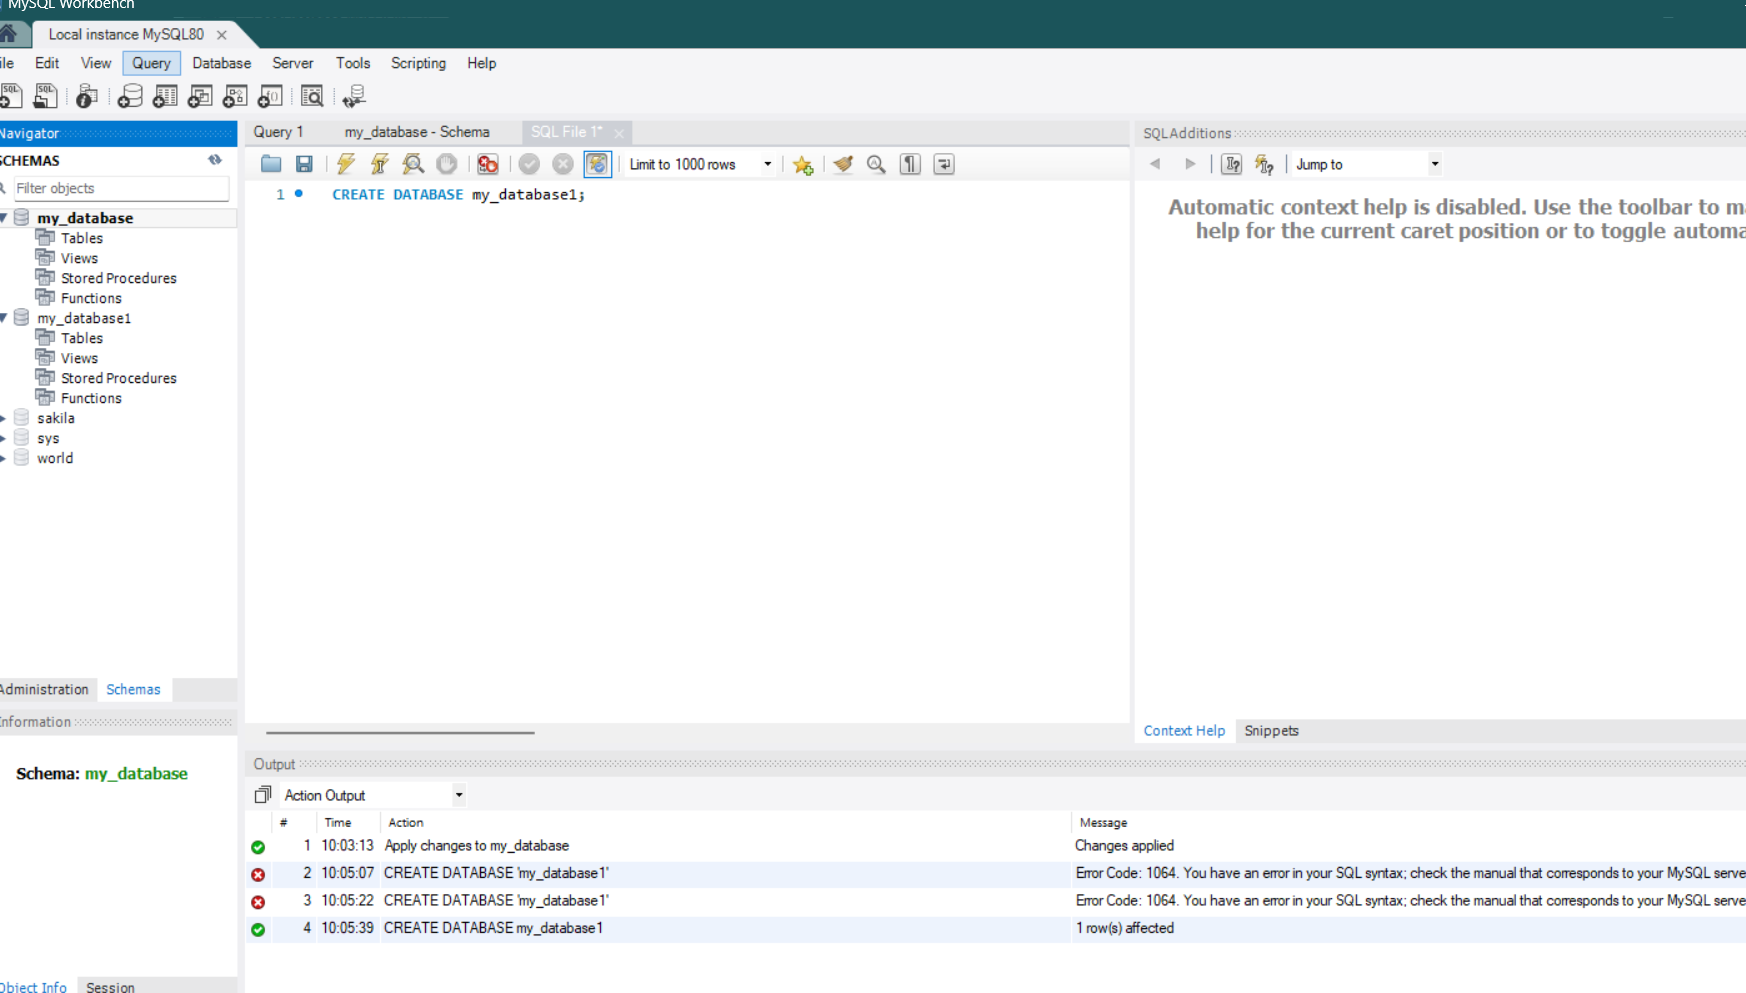 MySQL Workbench
Local instance MySQL80
ile Edit View Query Database Server Tools Scripting Help
Navigator
SCHEMAS
Filter objects
my_database
Tables
Views
Stored Procedures
Functions
my_database1
Tables
Views
Stored Procedures
Functions
sakila
sys
world
Administration Schemas
Information
Schema: my_database
Object Info Session
Query 1 my_database - Schema SQL File 1*
Limit to 1000 rows
1 CREATE DATABASE my_database1;
SQLAdditions
Jump to
Automatic context help is disabled. Use the toolbar to ma
help for the current caret position or to toggle automa
Context Help Snippets
Output
Action Output
# Time Action Message
1 10:03:13 Apply changes to my_database Changes applied
2 10:05:07 CREATE DATABASE 'my_database1' Error Code: 1064. You have an error in your SQL syntax; check the manual that corresponds to your MySQL serve
3 10:05:22 CREATE DATABASE 'my_database1' Error Code: 1064. You have an error in your SQL syntax; check the manual that corresponds to your MySQL serve
4 10:05:39 CREATE DATABASE my_database1 1 row(s) affected